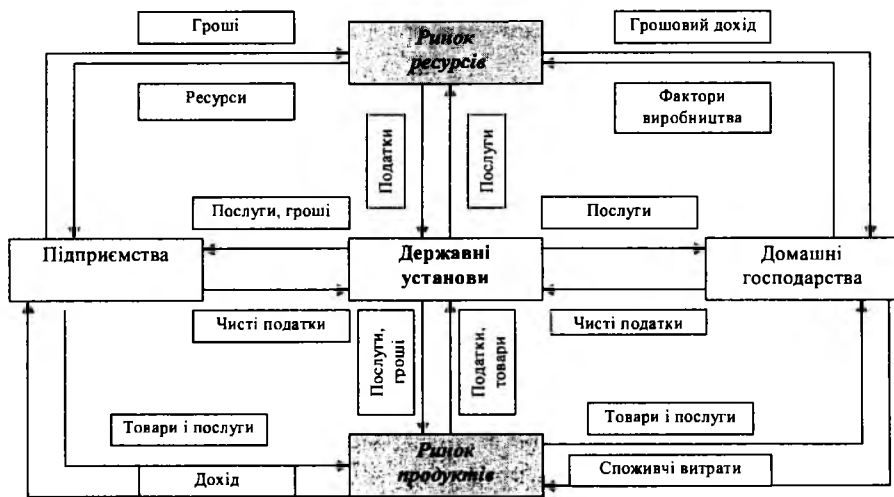 Гроші
Ринок
ресурсів
Грошовий дохід
Ресурси
Фактори
виробництва
Податки
Послуги
Послуги, гроші
Послуги
Підприємства
Державні
установи
Домашні
господарства
Чисті податки
Чисті податки
Послуги,
гроші
Податки,
товари
Товари і послуги
Товари і послуги
Ринок
продуктів
Дохід
Споживчі витрати